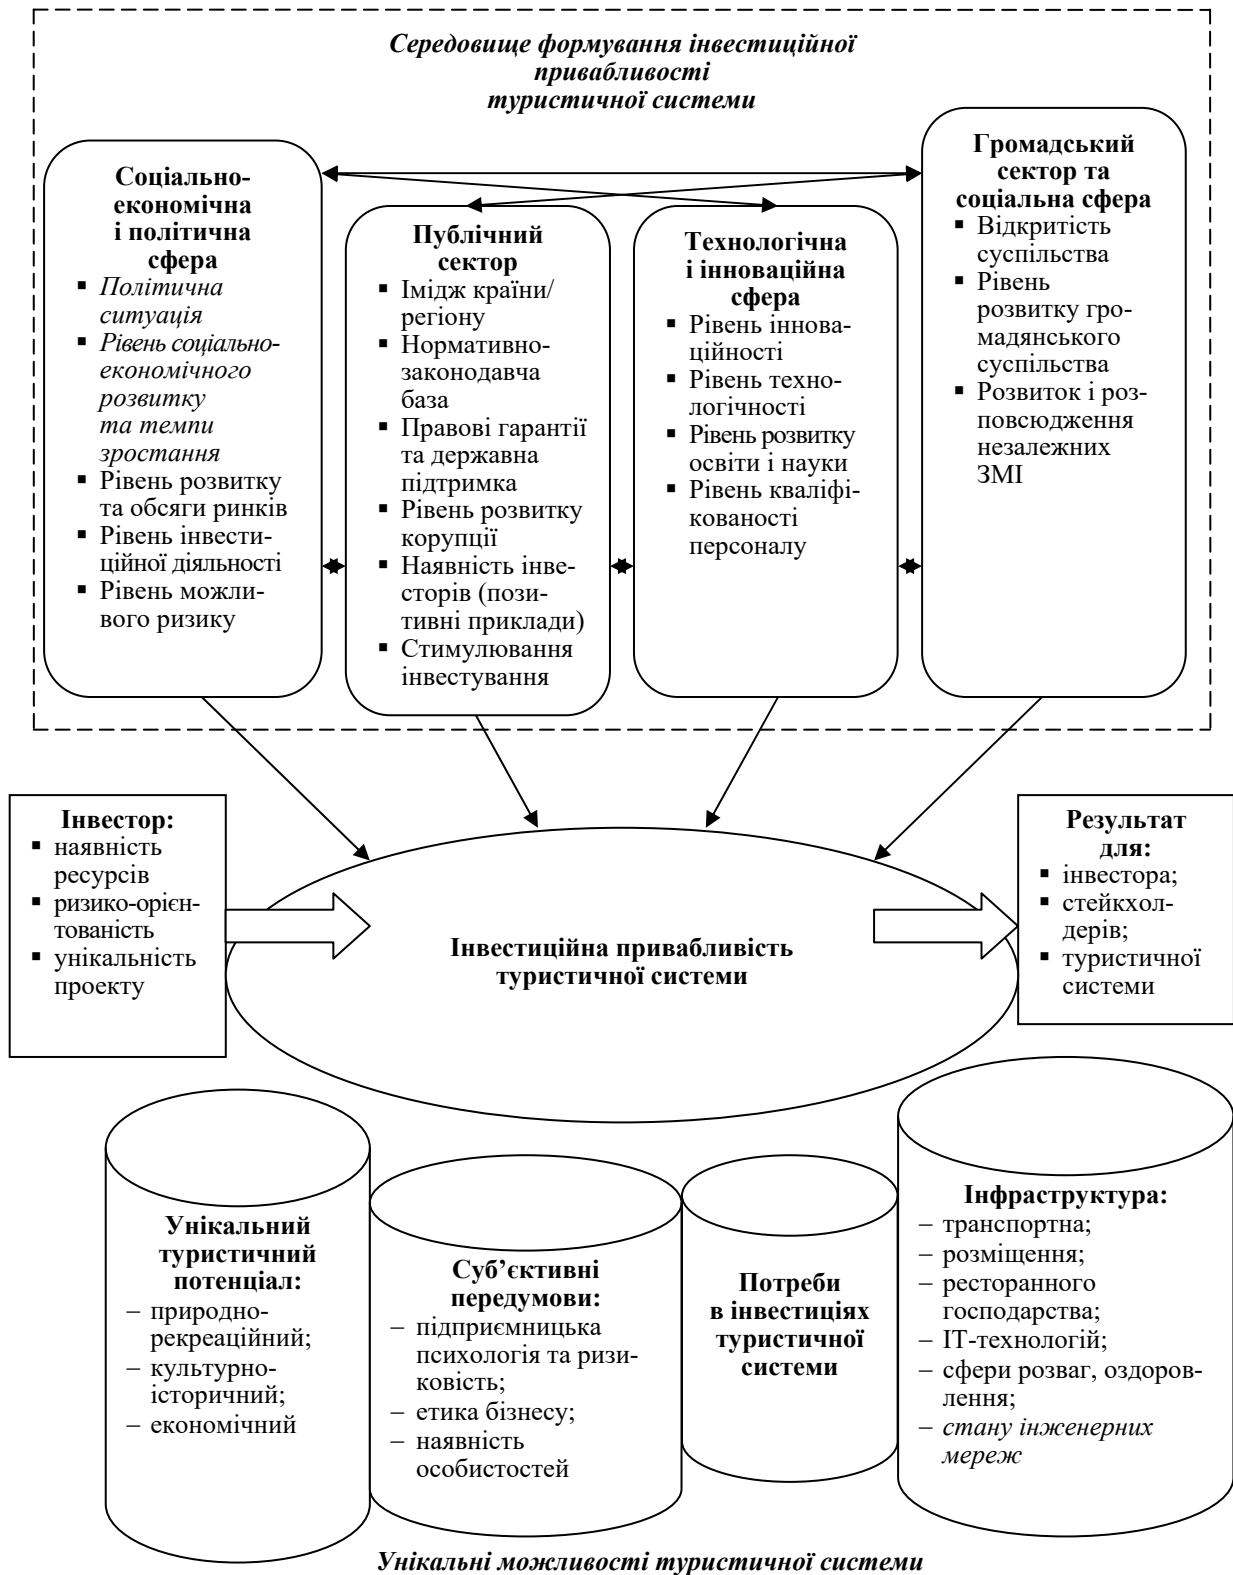 Середовище формування інвестиційної
привабливості
туристичної системи
Соціально-
економічна
і політична
сфера
▪ Політична
ситуація
▪ Рівень соціально-
економічного
розвитку
та темпи
зростання
▪ Рівень розвитку
та обсяги ринків
▪ Рівень інвести-
ційної діяльності
▪ Рівень можли-
вого ризику
Публічний
сектор
▪ Імідж країни/
регіону
▪ Нормативно-
законодавча
база
▪ Правові гарантії
та державна
підтримка
▪ Рівень розвитку
корупції
▪ Наявність інве-
сторів (пози-
тивні приклади)
▪ Стимулювання
інвестування
Технологічна
і інноваційна
сфера
▪ Рівень іннова-
ційності
▪ Рівень техно-
логічності
▪ Рівень розвитку
освіти і науки
▪ Рівень кваліфі-
кованості
персоналу
Громадський
сектор та
соціальна сфера
▪ Відкритість
суспільства
▪ Рівень
розвитку гро-
мадянського
суспільства
▪ Розвиток і роз-
повсюдження
незалежних
ЗМІ
Інвестор:
▪ наявність
ресурсів
▪ ризико-орієн-
тованість
▪ унікальність
проекту
Інвестиційна привабливість
туристичної системи
Результат
для:
▪ інвестора;
▪ стейкхол-
дерів;
▪ туристичної
системи
Унікальний
туристичний
потенціал:
– природно-
рекреаційний;
– культурно-
історичний;
– економічний
Суб’єктивні
передумови:
– підприємницька
психологія та ризи-
ковість;
– етика бізнесу;
– наявність
особистостей
Потреби
в інвестиціях
туристичної
системи
Інфраструктура:
– транспортна;
– розміщення;
– ресторанного
господарства;
– ІТ-технологій;
– сфери розваг, оздоров-
лення;
– стану інженерних
мереж
Унікальні можливості туристичної системи